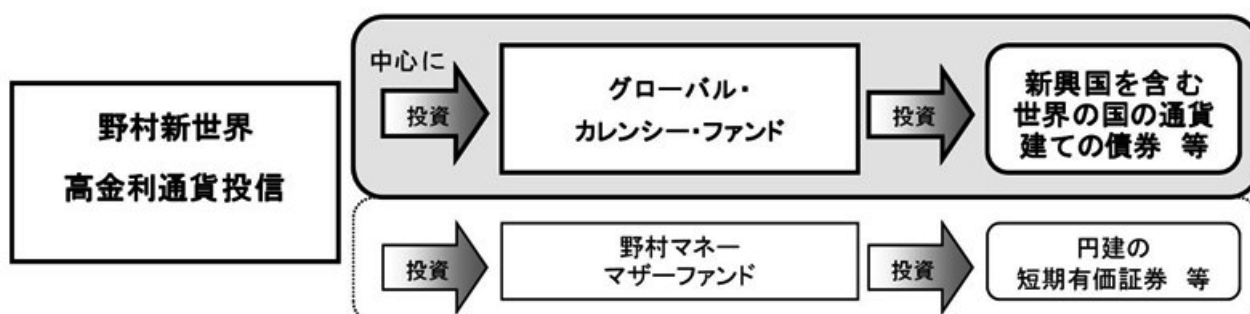 野村新世界
高金利通貨投信
中心に
投資
グローバル・
カレンシー・ファンド
投資
新興国を含む
世界の国の通貨
建ての債券 等
投資
野村マネー
マザーファンド
投資
円建の
短期有価証券 等